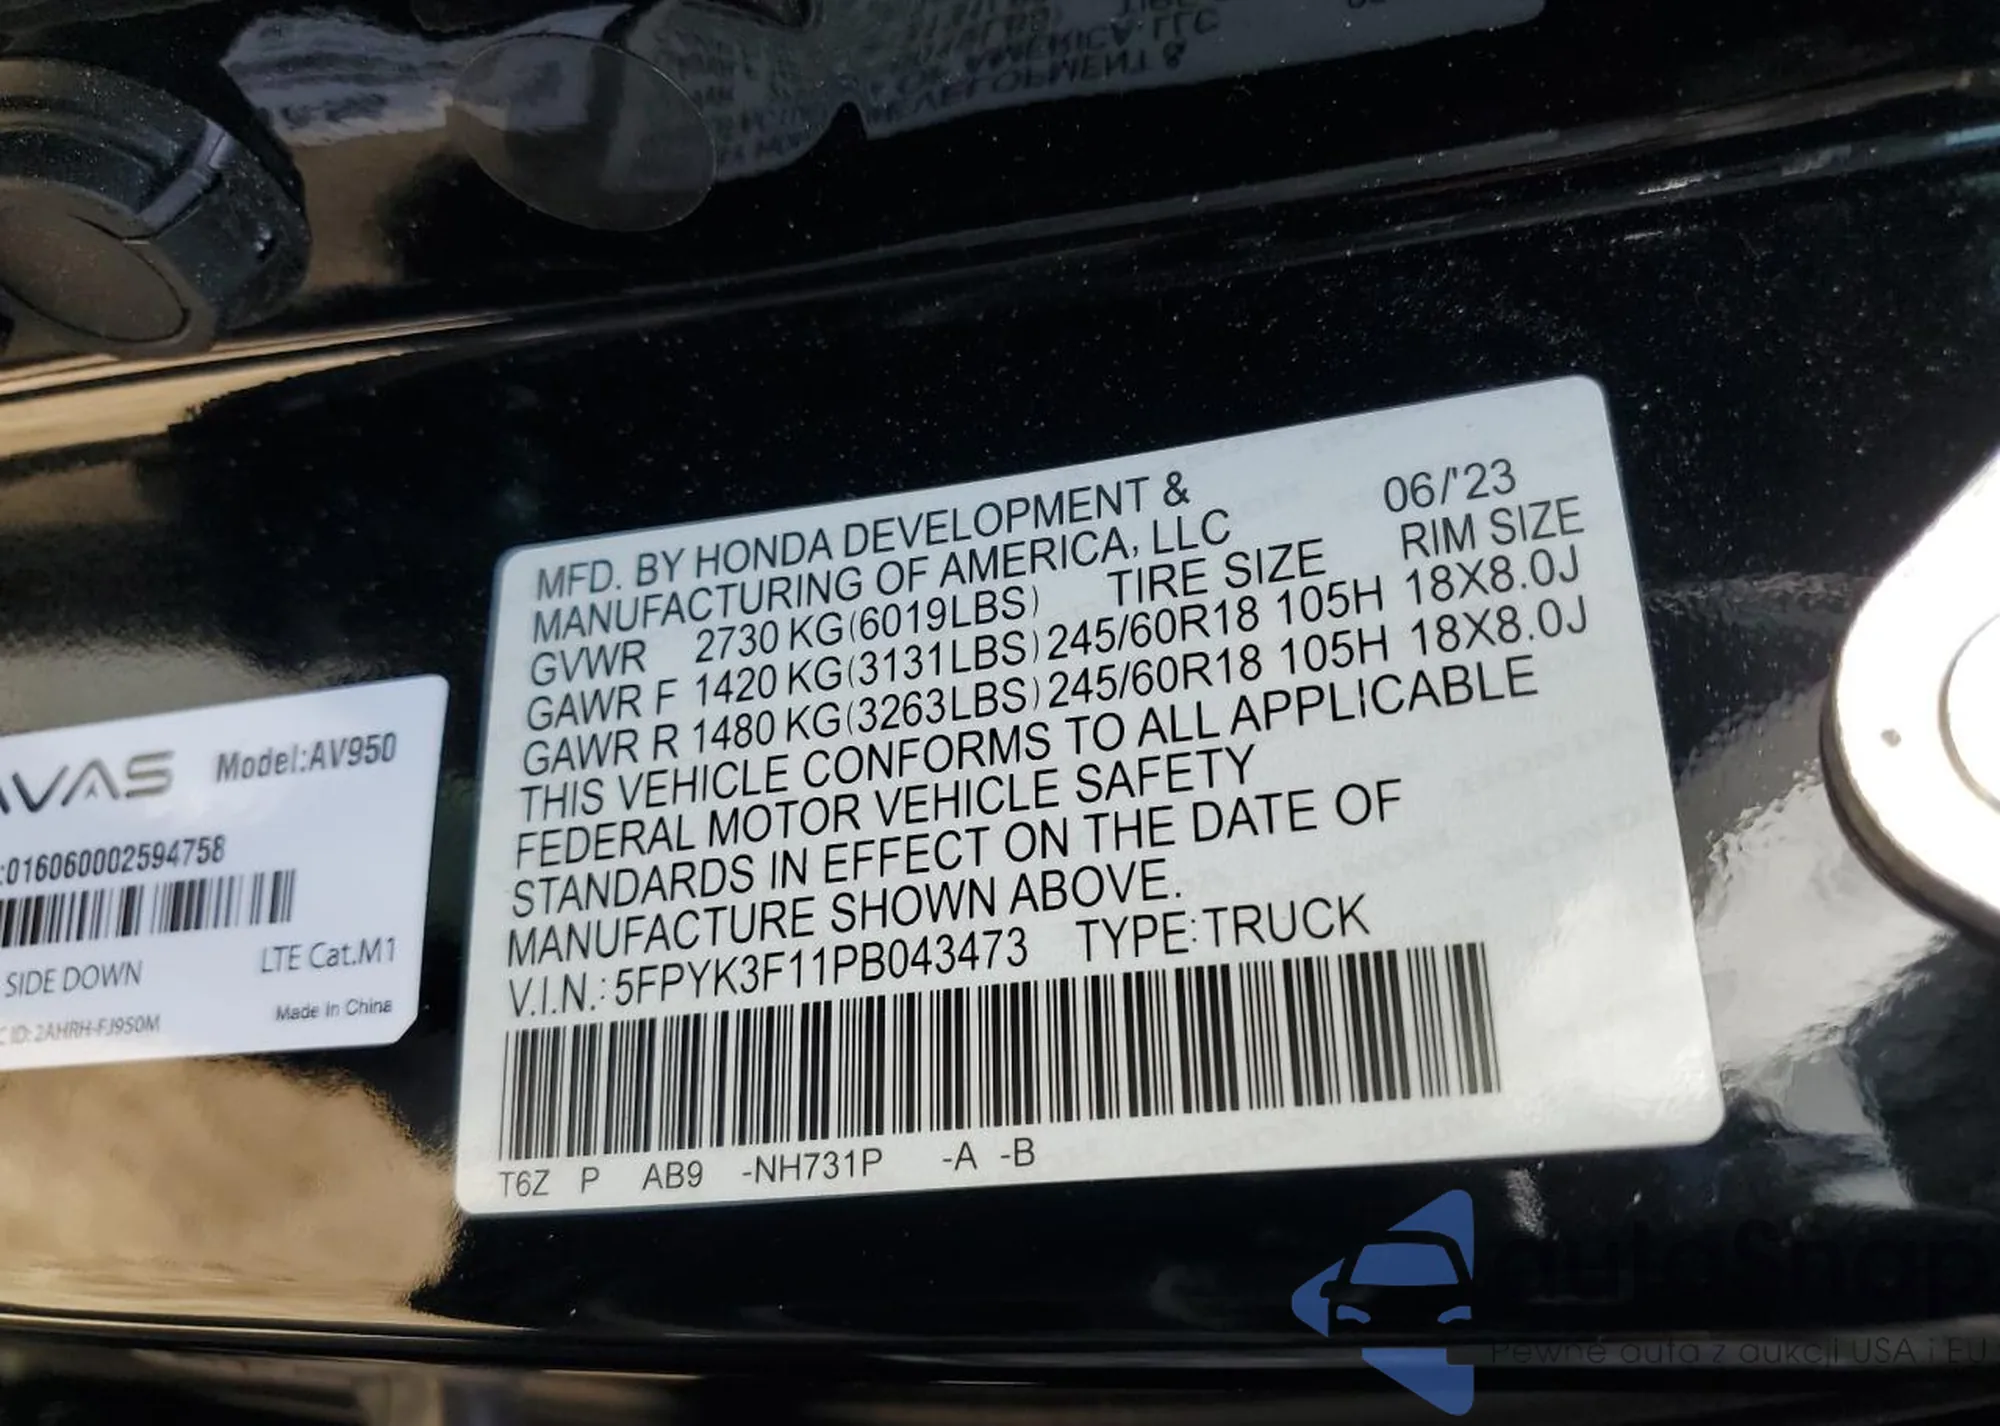 MFD. BY HONDA DEVELOPMENT & 06/'23
MANUFACTURING OF AMERICA, LLC
GVWR 2730 KG(6019LBS) TIRE SIZE RIM SIZE
GAWR F 1420 KG(3131LBS) 245/60R18 105H 18X8.0J
GAWR R 1480 KG(3263LBS) 245/60R18 105H 18X8.0J
THIS VEHICLE CONFORMS TO ALL APPLICABLE
FEDERAL MOTOR VEHICLE SAFETY
STANDARDS IN EFFECT ON THE DATE OF
MANUFACTURE SHOWN ABOVE.
V.I.N.: 5FPYK3F11PB043473 TYPE: TRUCK
T6Z P AB9 -NH731P -A -B
Model:AV950
:016060002594758
SIDE DOWN LTE Cat.M1
Made in China
ID: 2AHRH-FJ950M
Pewne auta z aukcji USA i EU